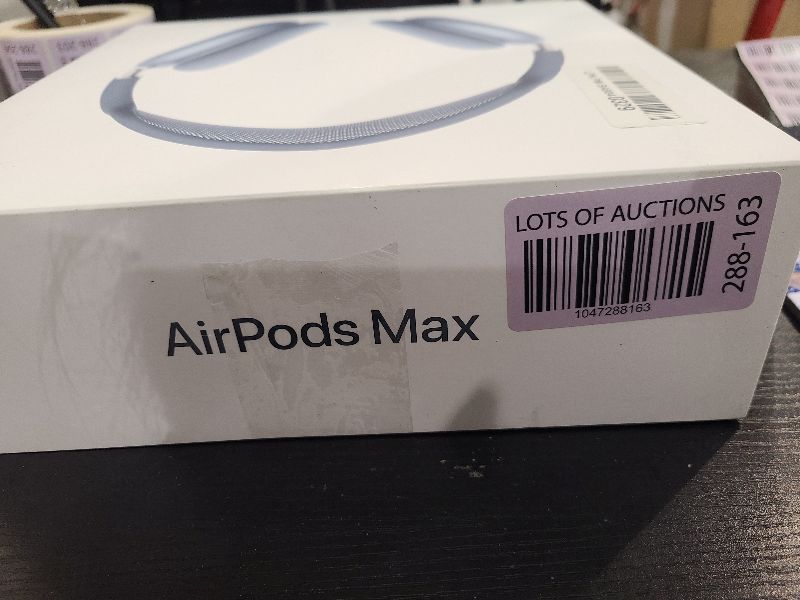 LOTS OF AUCTIONS
288-163
1047288163
AirPods Max